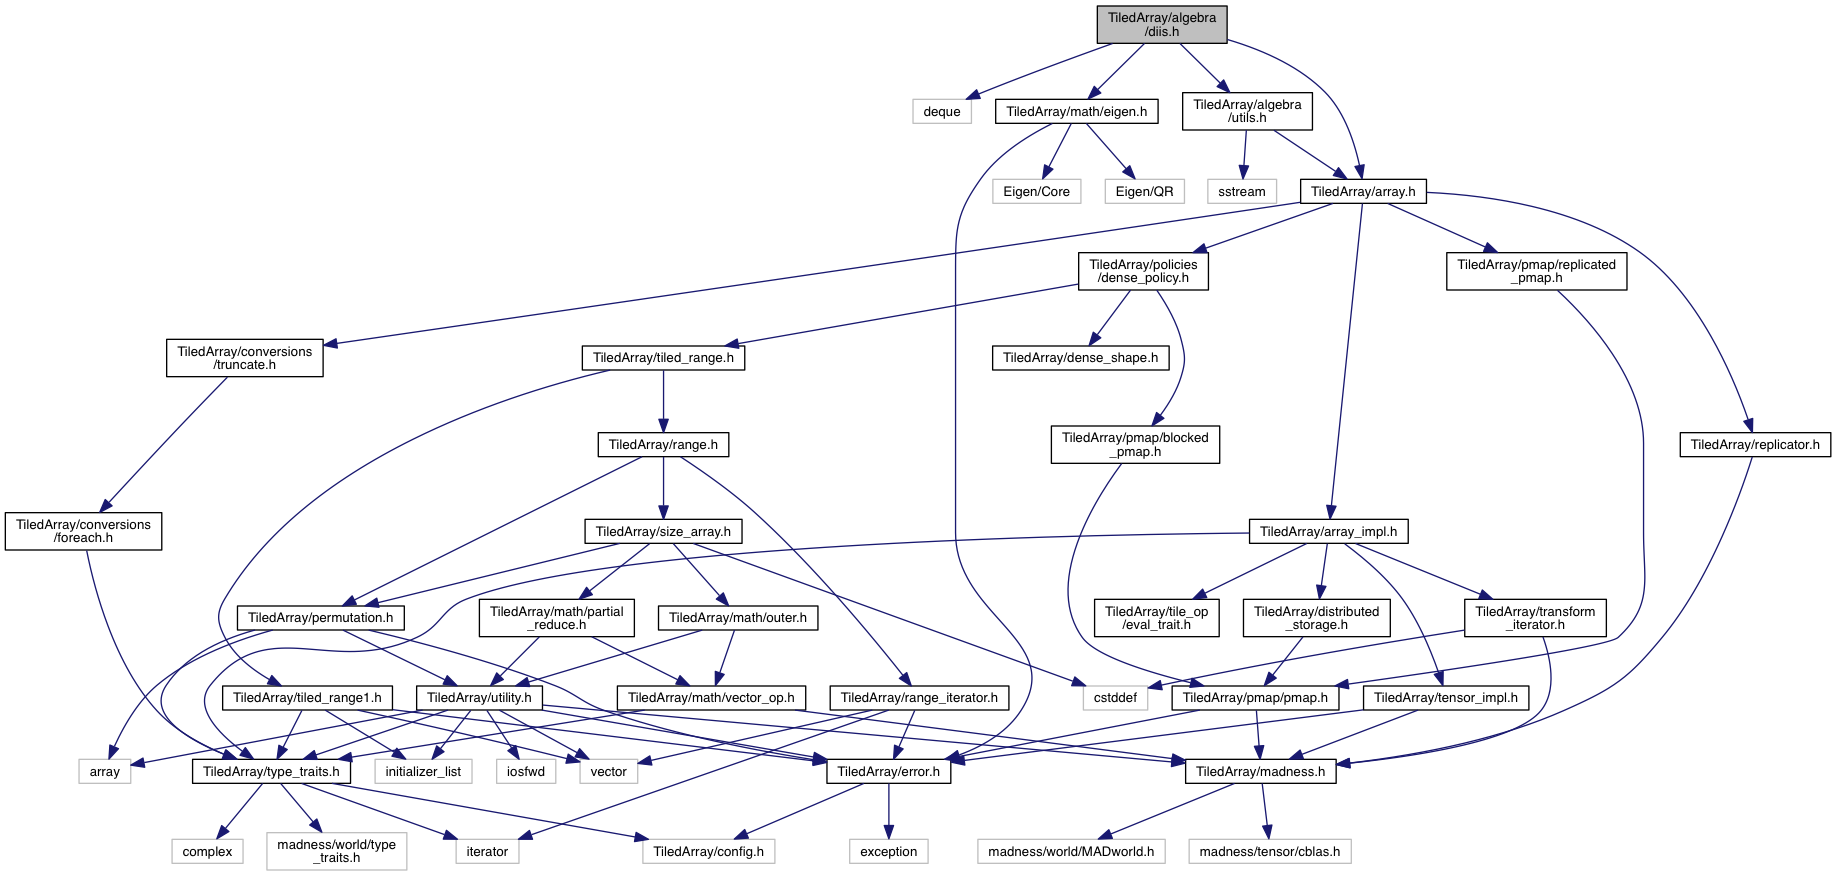 TiledArray/algebra
/diis.h
deque
TiledArray/math/eigen.h
TiledArray/algebra
/utils.h
Eigen/Core
Eigen/QR
sstream
TiledArray/array.h
TiledArray/policies
/dense_policy.h
TiledArray/pmap/replicated
_pmap.h
TiledArray/conversions
/truncate.h
TiledArray/tiled_range.h
TiledArray/dense_shape.h
TiledArray/range.h
TiledArray/pmap/blocked
_pmap.h
TiledArray/replicator.h
TiledArray/conversions
/foreach.h
TiledArray/size_array.h
TiledArray/array_impl.h
TiledArray/permutation.h
TiledArray/math/partial
_reduce.h
TiledArray/math/outer.h
TiledArray/tile_op
/eval_trait.h
TiledArray/distributed
_storage.h
TiledArray/transform
_iterator.h
TiledArray/tiled_range1.h
TiledArray/utility.h
TiledArray/math/vector_op.h
TiledArray/range_iterator.h
cstddef
TiledArray/pmap/pmap.h
TiledArray/tensor_impl.h
array
TiledArray/type_traits.h
initializer_list
iosfwd
vector
TiledArray/error.h
TiledArray/madness.h
complex
madness/world/type
_traits.h
iterator
TiledArray/config.h
exception
madness/world/MADworld.h
madness/tensor/cblas.h